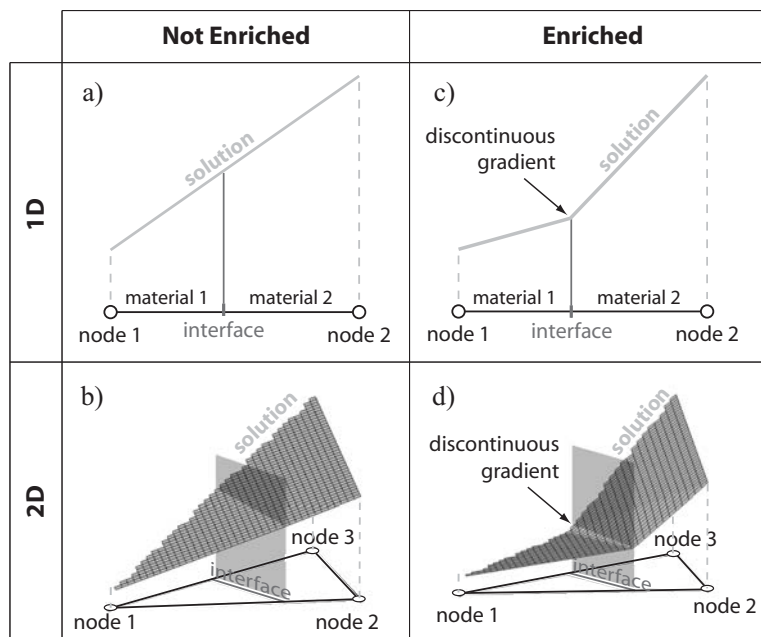 Not Enriched
Enriched
1D
a)
solution
material 1
material 2
node 1
interface
node 2
c)
discontinuous
gradient
solution
material 1
material 2
node 1
interface
node 2
2D
b)
solution
node 3
interface
node 1
node 2
d)
solution
discontinuous
gradient
node 3
interface
node 1
node 2